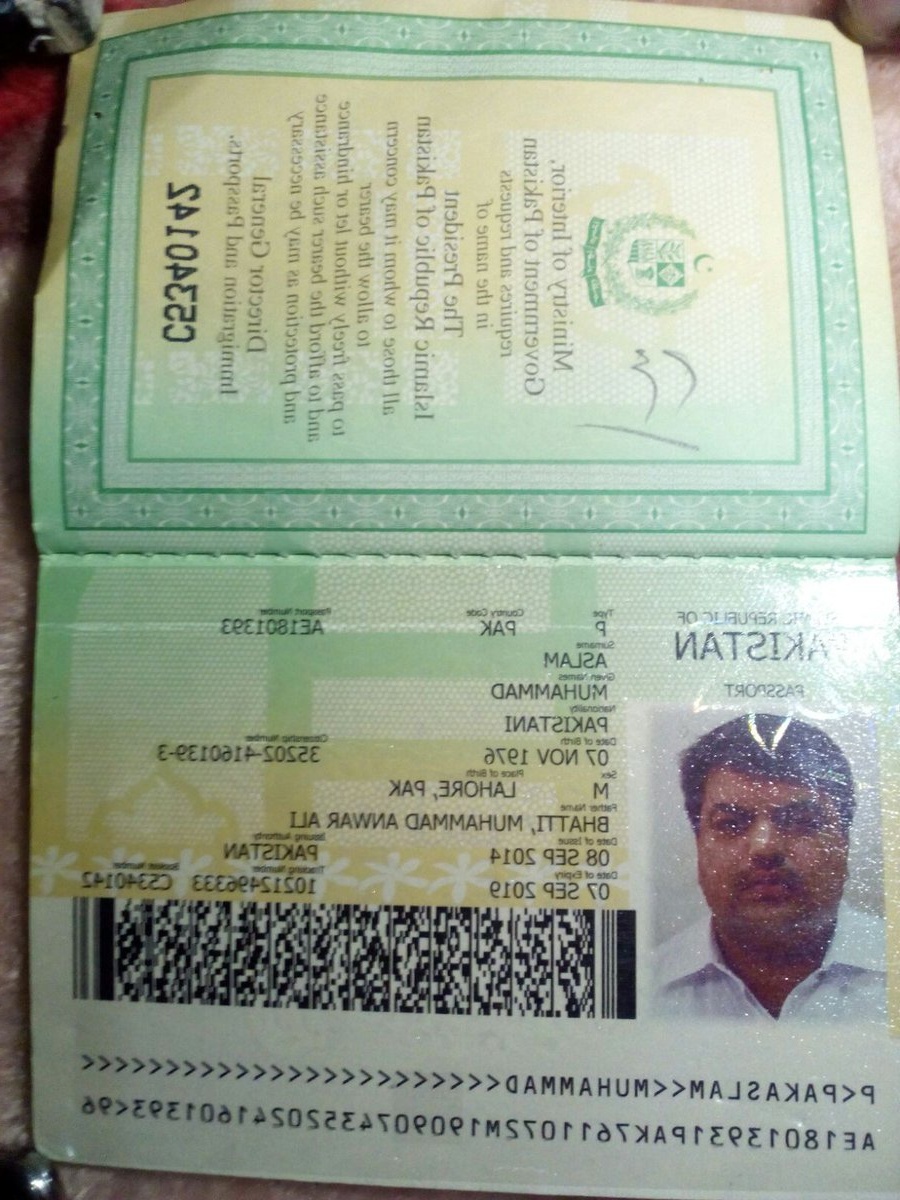 Ministry of Interior,
Government of Pakistan
requires and requests
in the name of
The President
Islamic Republic of Pakistan
all those to whom it may concern
to allow the bearer
to pass freely without let or hindrance
and to afford the bearer such assistance
and protection as may be necessary
Director General
Immigration and Passports.
C5340142
REPUBLIC OF
PAKISTAN
PASSPORT
Type Country Code Passport Number
P PAK AE1801393
Surname
ASLAM
Given Names
MUHAMMAD
Nationality
PAKISTANI
Date of Birth Citizenship Number
07 NOV 1976 35202-4160139-3
Sex Place of Birth
M LAHORE, PAK
Father Name
BHATTI, MUHAMMAD ANWAR ALI
Date of Issue Issuing Authority
08 SEP 2014 PAKISTAN
Date of Expiry Tracking Number Booklet Number
07 SEP 2019 10212496333 C5340142
P<PAKASLAM<<MUHAMMAD<<<<<<<<<<<<<<<<<<<<<<<<
AE18013931PAK7611072M19090743520241601393<96